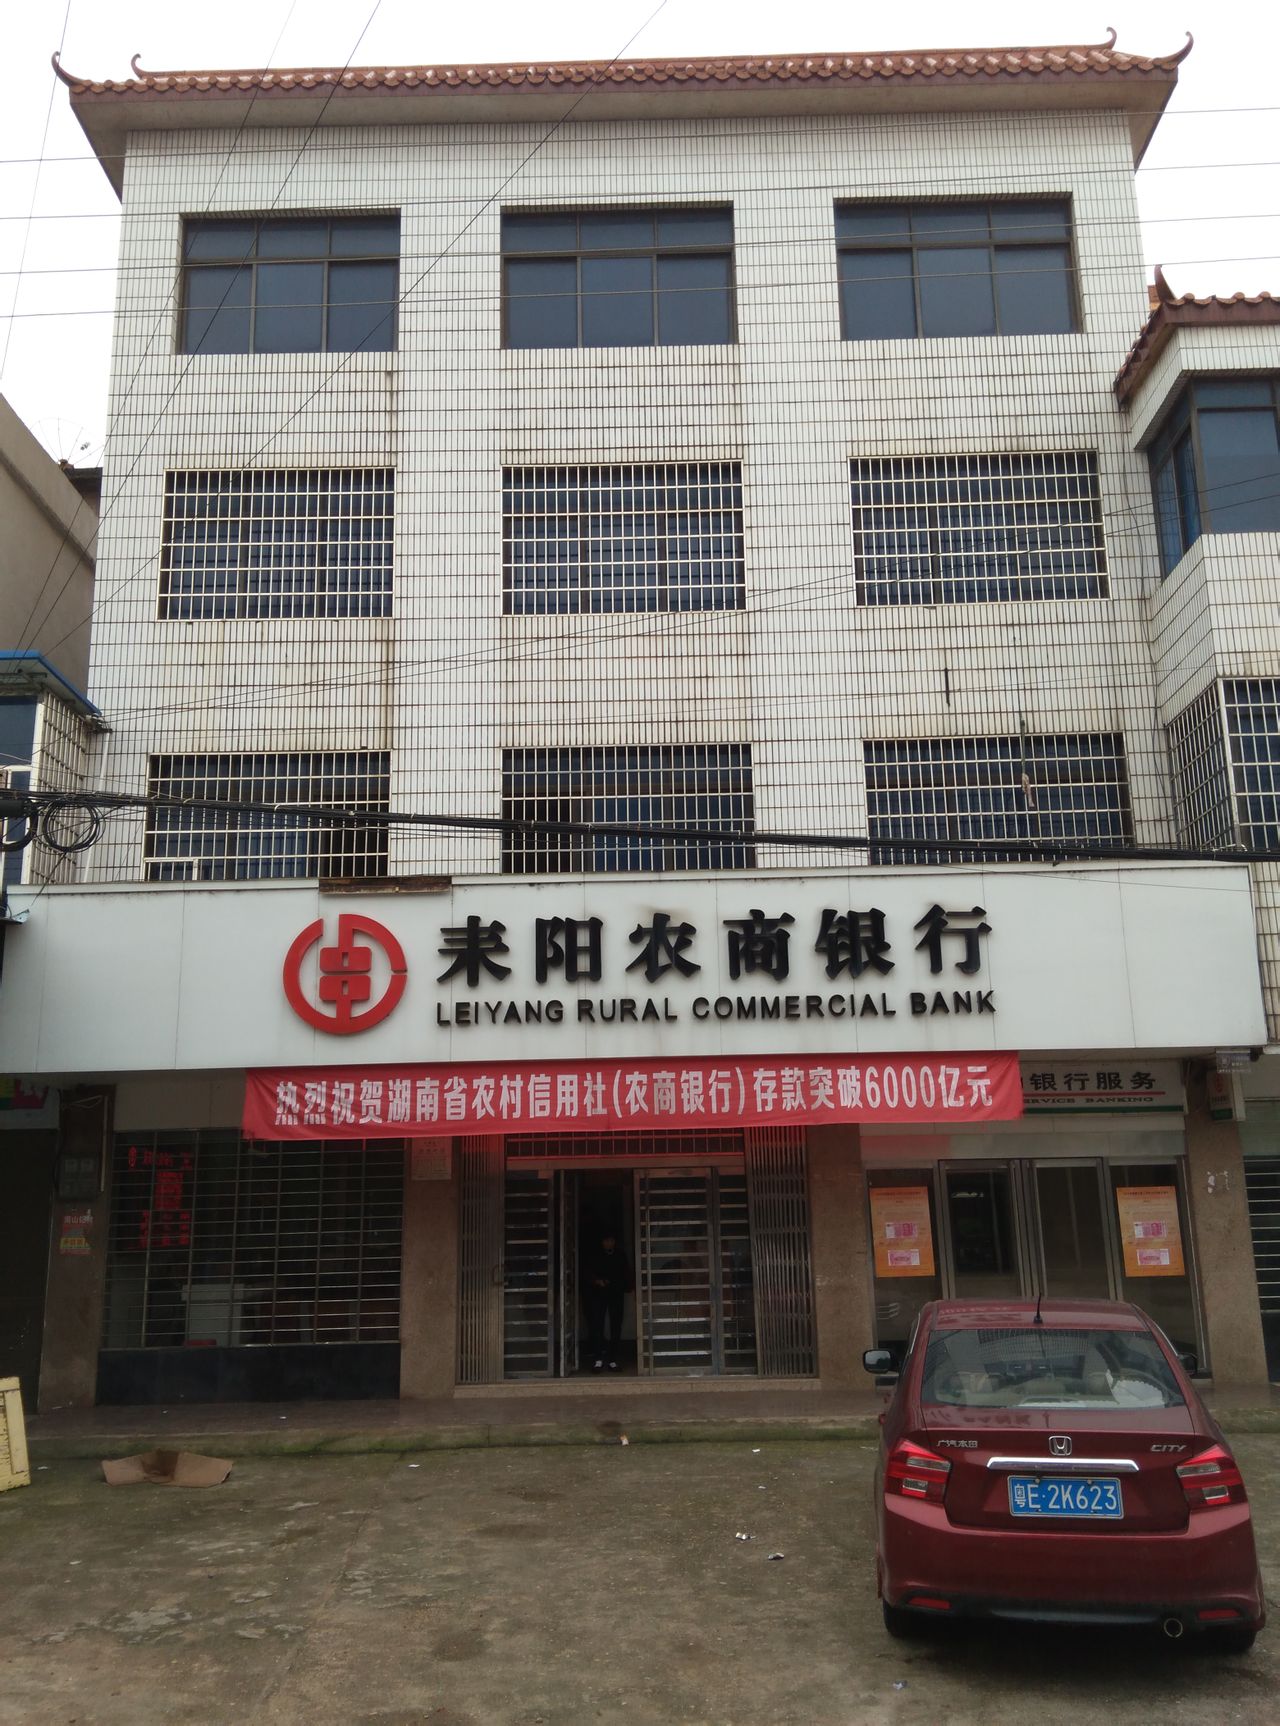 耒阳农商银行
LEIYANG RURAL COMMERCIAL BANK
热烈祝贺湖南省农村信用社(农商银行)存款突破6000亿元
银行服务
SERVICE BANKING
广汽本田
CITY
粤E·2K623